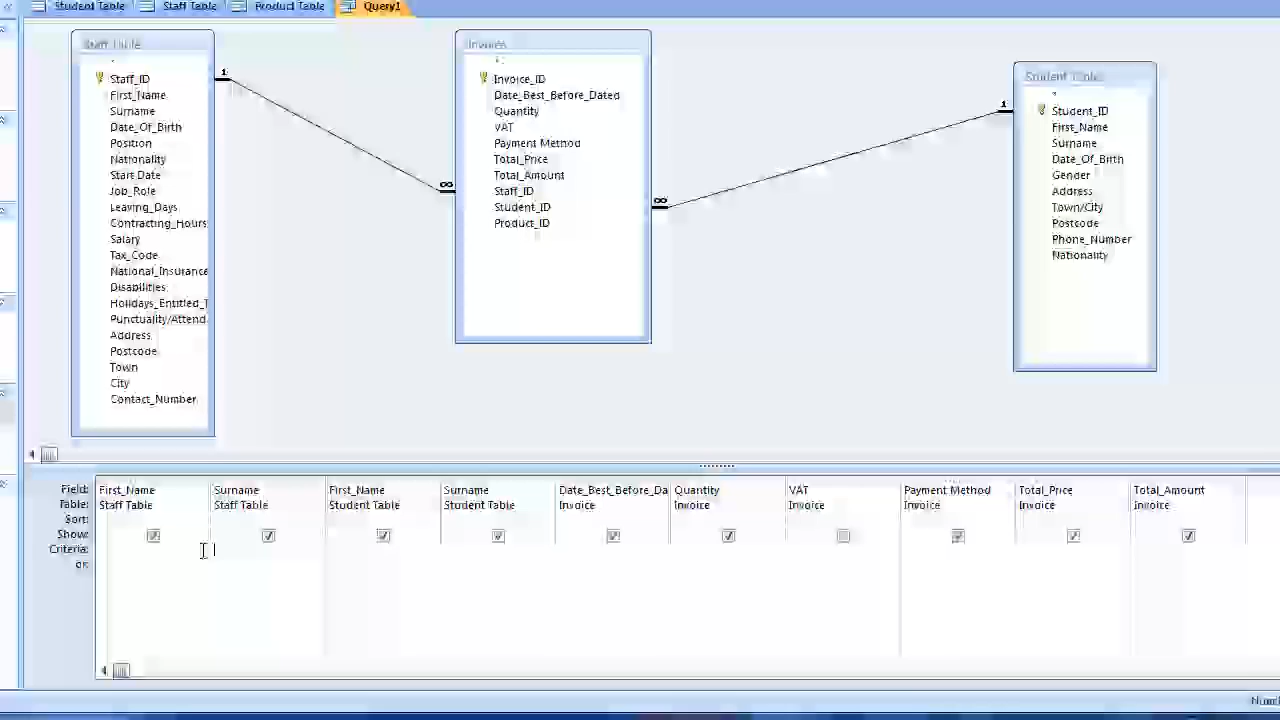 Student Table Staff Table Product Table Query1
Staff Table
Staff_ID
First_Name
Surname
Date_Of_Birth
Position
Nationality
Start Date
Job_Role
Leaving_Days
Contracting_Hours
Salary
Tax_Code
National_Insurance
Disabilities
Holidays_Entitled_T
Punctuality/Attend
Address
Postcode
Town
City
Contact_Number
1
∞
Invoice
Invoice_ID
Date_Best_Before_Dated
Quantity
VAT
Payment Method
Total_Price
Total_Amount
Staff_ID
Student_ID
Product_ID
∞
1
Student Table
Student_ID
First_Name
Surname
Date_Of_Birth
Gender
Address
Town/City
Postcode
Phone_Number
Nationality
Field: First_Name Surname First_Name Surname Date_Best_Before_Da Quantity VAT Payment Method Total_Price Total_Amount
Table: Staff Table Staff Table Student Table Student Table Invoice Invoice Invoice Invoice Invoice Invoice
Sort:
Show:
Criteria:
or: